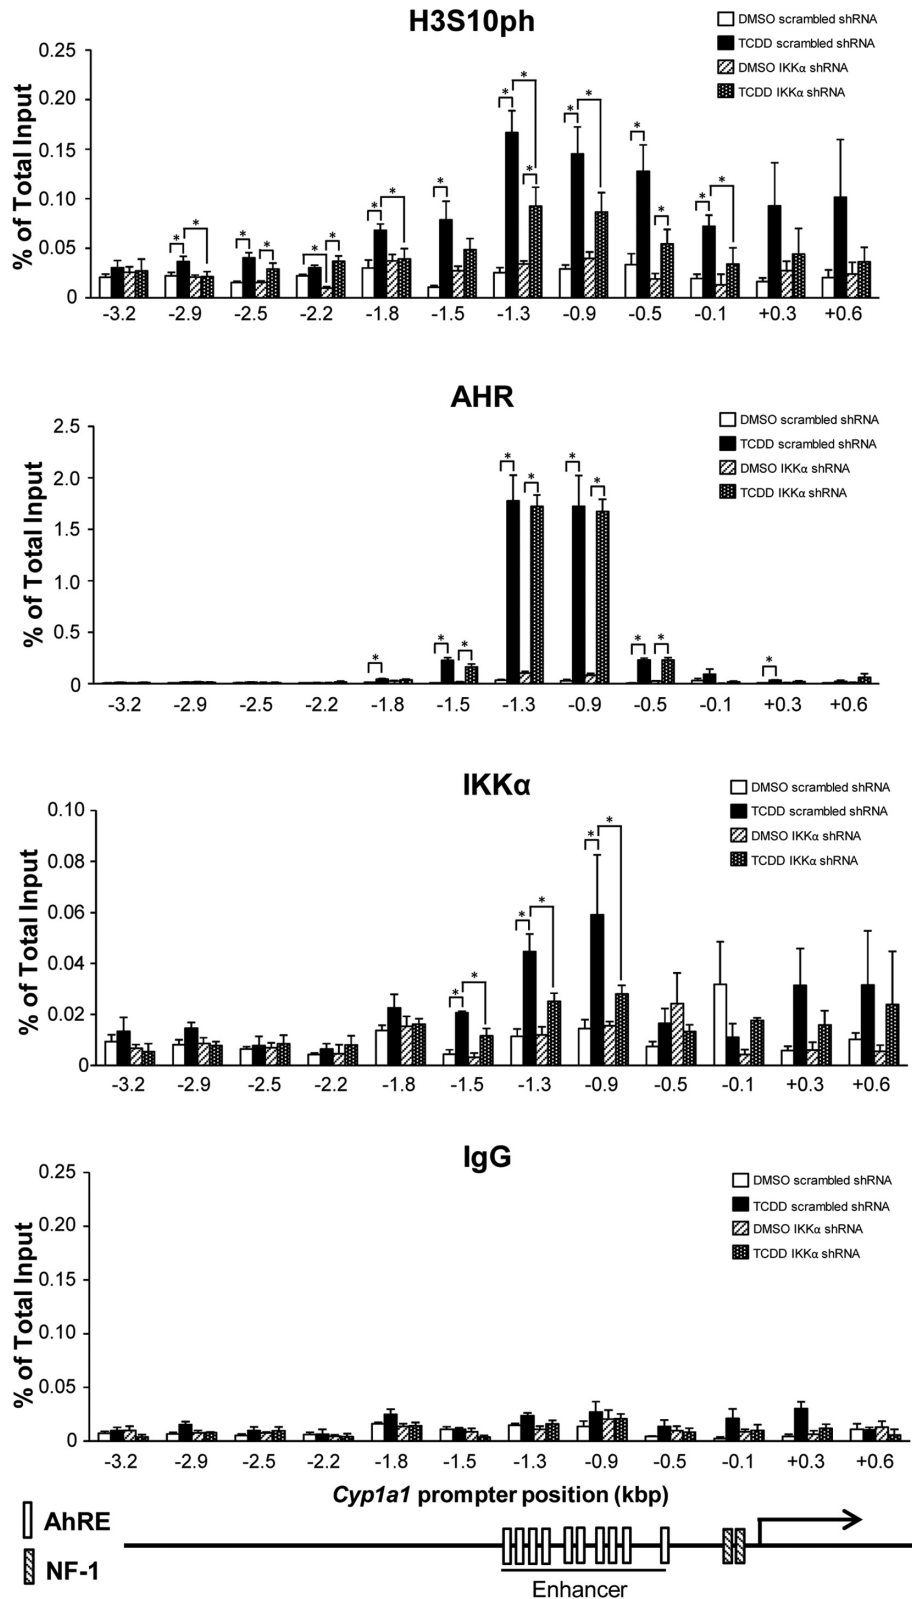 H3S10ph
DMSO scrambled shRNA
TCDD scrambled shRNA
DMSO IKKα shRNA
TCDD IKKα shRNA
% of Total Input
0.25
0.20
0.15
0.10
0.05
0
* * * * * * * * * * * * * * * * * * *
-3.2 -2.9 -2.5 -2.2 -1.8 -1.5 -1.3 -0.9 -0.5 -0.1 +0.3 +0.6
AHR
DMSO scrambled shRNA
TCDD scrambled shRNA
DMSO IKKα shRNA
TCDD IKKα shRNA
% of Total Input
2.5
2.0
1.5
1.0
0.5
0
* * * * * * * * * *
-3.2 -2.9 -2.5 -2.2 -1.8 -1.5 -1.3 -0.9 -0.5 -0.1 +0.3 +0.6
IKKα
DMSO scrambled shRNA
TCDD scrambled shRNA
DMSO IKKα shRNA
TCDD IKKα shRNA
% of Total Input
0.10
0.08
0.06
0.04
0.02
0
* * * * * *
-3.2 -2.9 -2.5 -2.2 -1.8 -1.5 -1.3 -0.9 -0.5 -0.1 +0.3 +0.6
IgG
DMSO scrambled shRNA
TCDD scrambled shRNA
DMSO IKKα shRNA
TCDD IKKα shRNA
% of Total Input
0.25
0.20
0.15
0.10
0.05
0
-3.2 -2.9 -2.5 -2.2 -1.8 -1.5 -1.3 -0.9 -0.5 -0.1 +0.3 +0.6
Cyp1a1 prompter position (kbp)
AhRE
NF-1
Enhancer